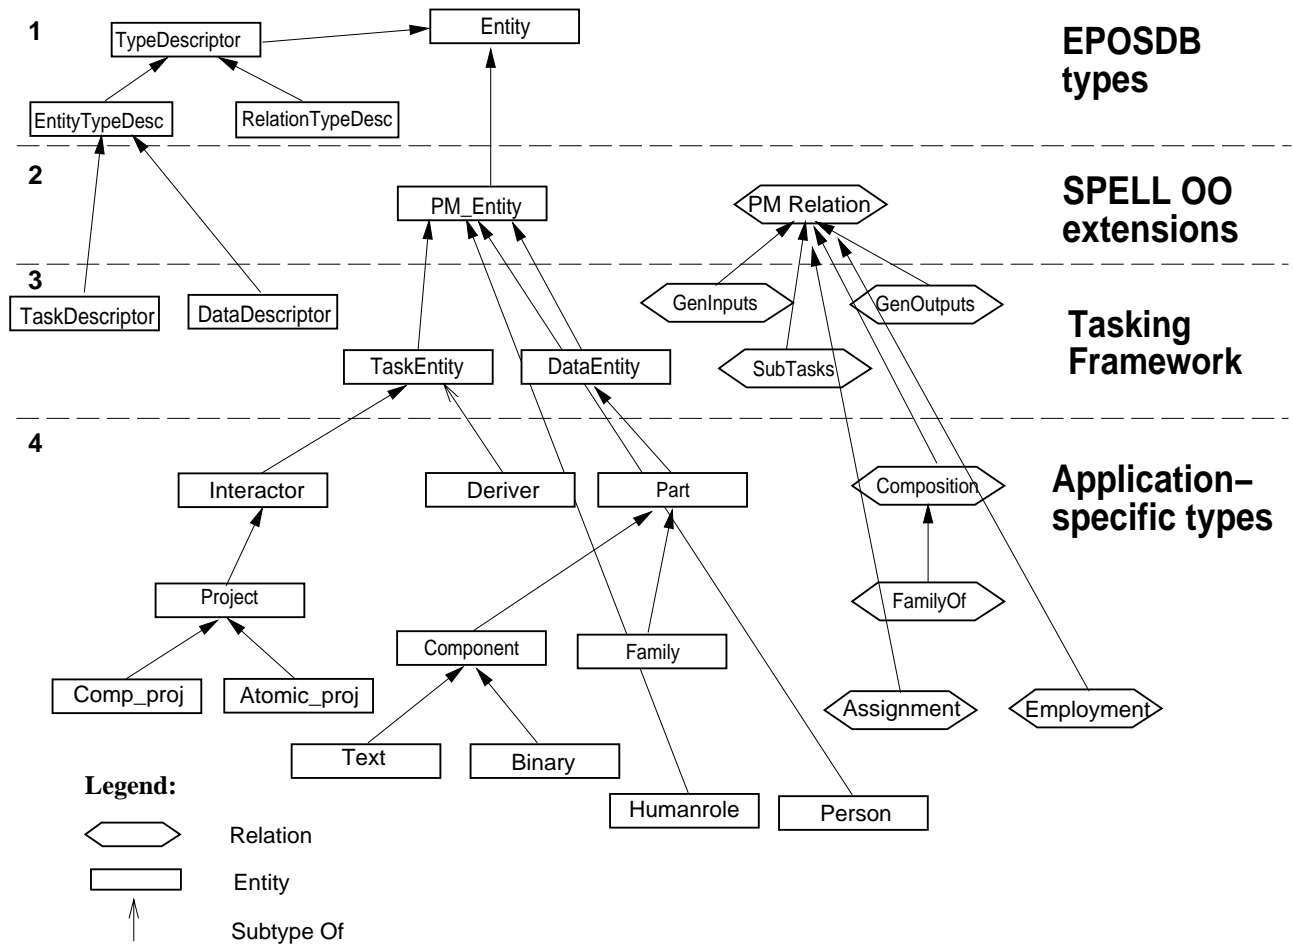 1
TypeDescriptor
Entity
EPOSDB
types
EntityTypeDesc
RelationTypeDesc
2
PM_Entity
PM Relation
SPELL OO
extensions
3
TaskDescriptor
DataDescriptor
GenInputs
GenOutputs
TaskEntity
DataEntity
SubTasks
Tasking
Framework
4
Interactor
Deriver
Part
Composition
Application–
specific types
Project
FamilyOf
Component
Family
Comp_proj
Atomic_proj
Assignment
Employment
Text
Binary
Humanrole
Person
Legend:
Relation
Entity
Subtype Of